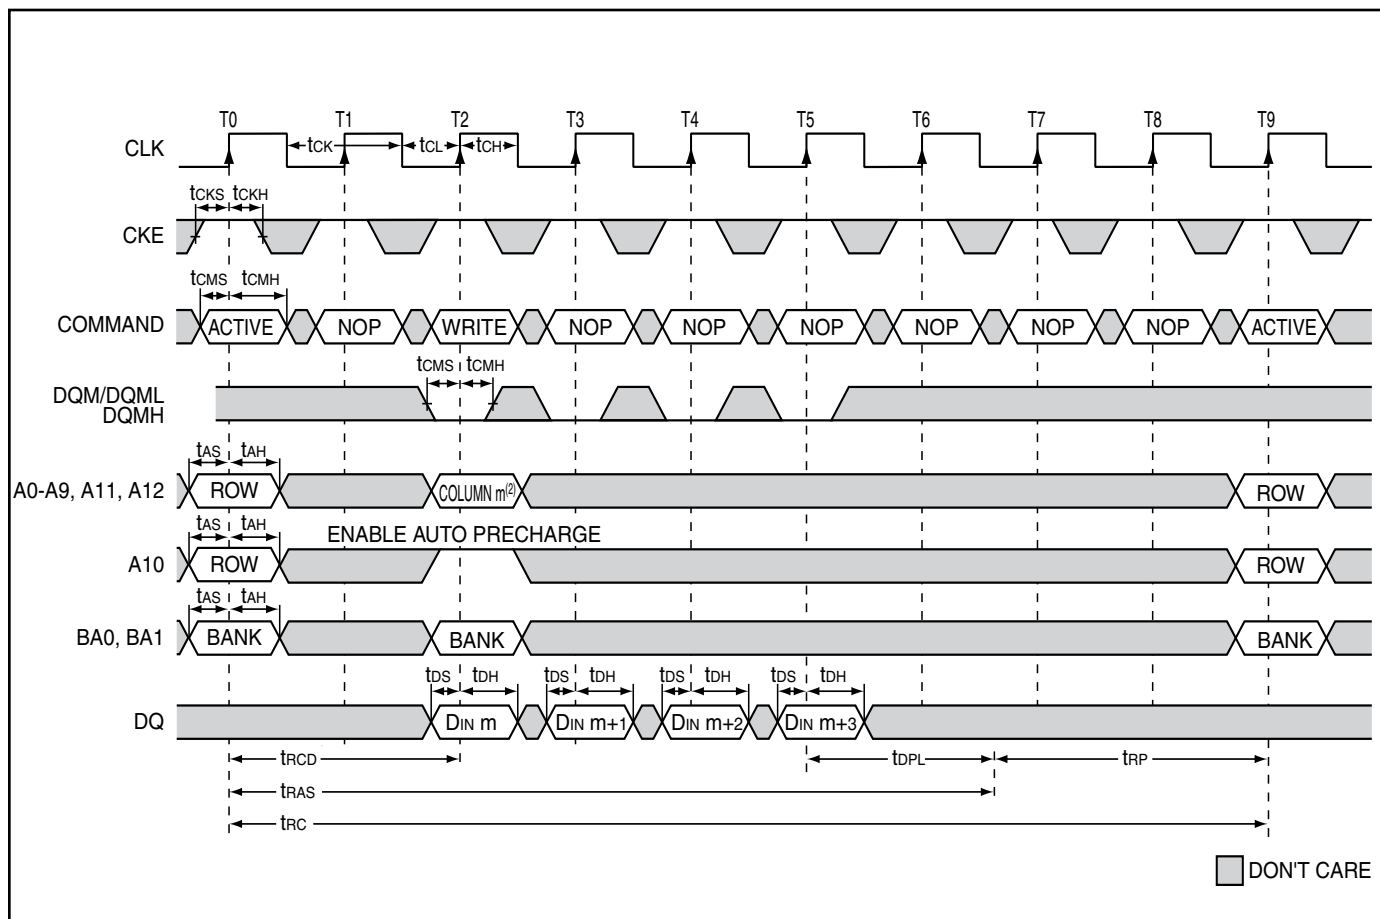 T0 T1 T2 T3 T4 T5 T6 T7 T8 T9
CLK tCK tCL tCH
tCKS tCKH
CKE
tCMS tCMH
COMMAND ACTIVE NOP WRITE NOP NOP NOP NOP NOP NOP ACTIVE
tCMS tCMH
DQM/DQML
DQMH
tAS tAH
A0-A9, A11, A12 ROW COLUMN m(2) ROW
tAS tAH ENABLE AUTO PRECHARGE
A10 ROW ROW
tAS tAH
BA0, BA1 BANK BANK BANK
tDS tDH tDS tDH tDS tDH tDS tDH
DQ DIN m DIN m+1 DIN m+2 DIN m+3
tRCD tDPL tRP
tRAS
tRC
DON'T CARE